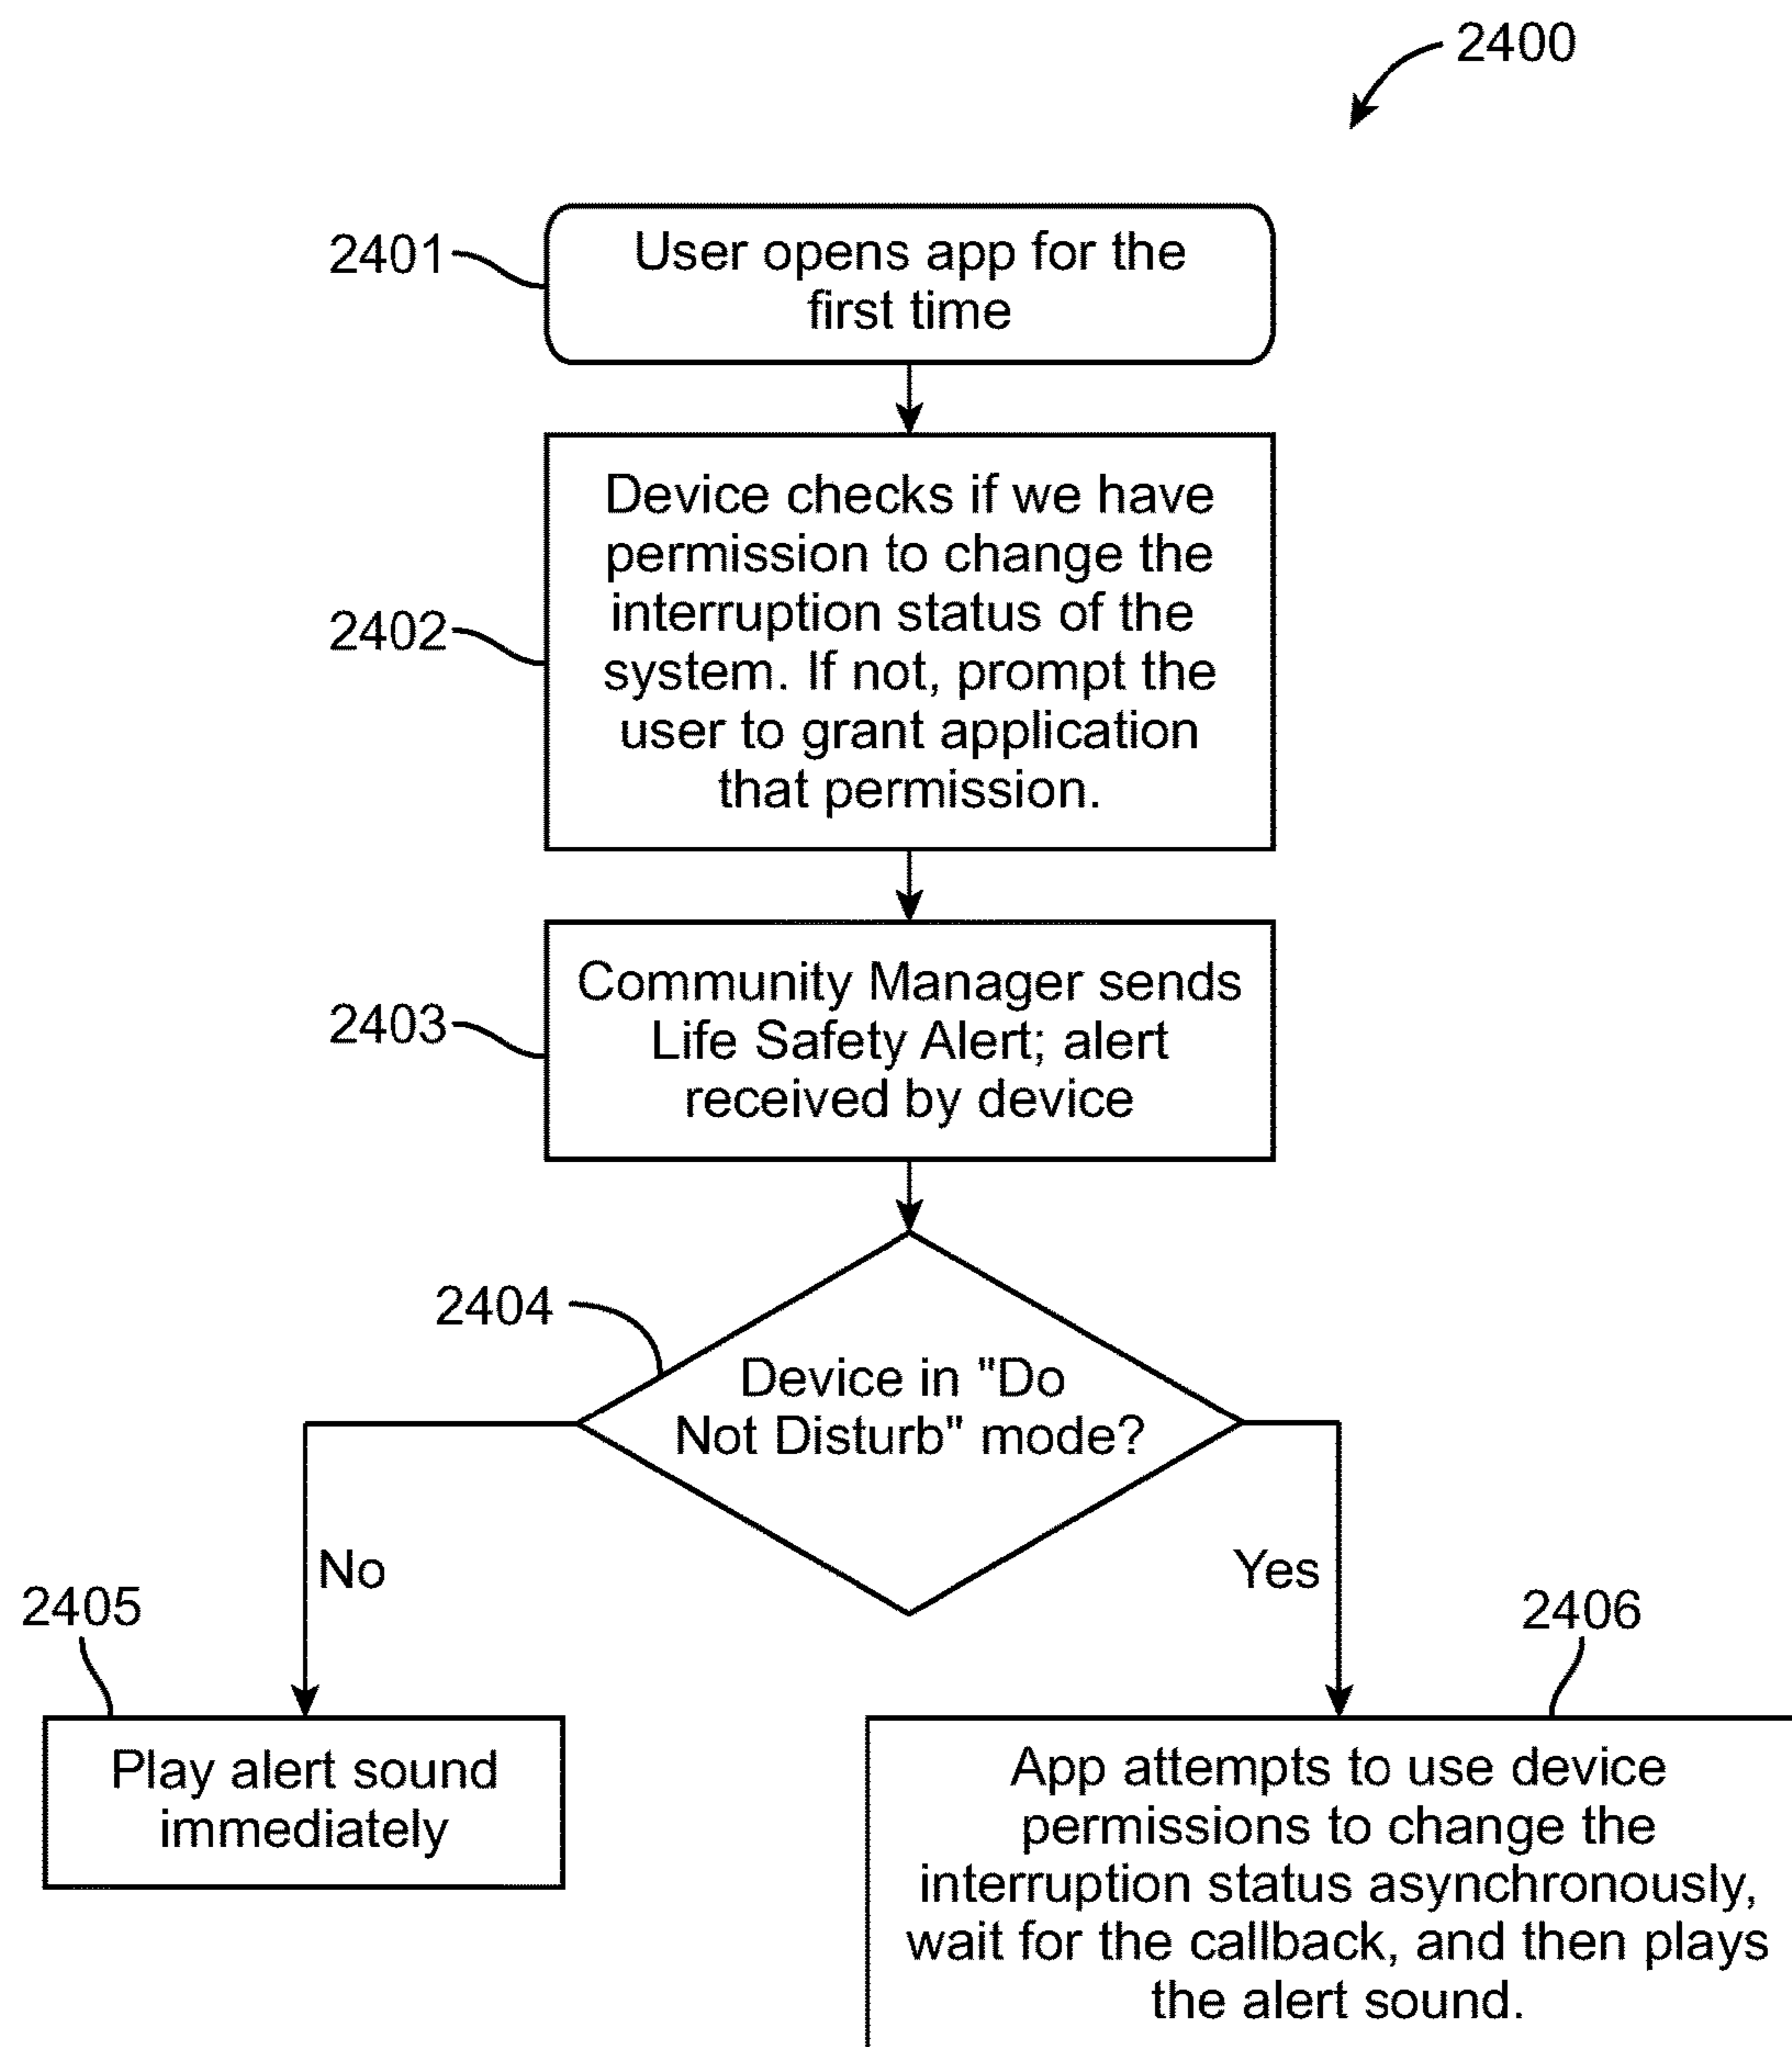 2400
2401
User opens app for the
first time
2402
Device checks if we have
permission to change the
interruption status of the
system. If not, prompt the
user to grant application
that permission.
2403
Community Manager sends
Life Safety Alert; alert
received by device
2404
Device in "Do
Not Disturb" mode?
No
Yes
2405
Play alert sound
immediately
2406
App attempts to use device
permissions to change the
interruption status asynchronously,
wait for the callback, and then plays
the alert sound.